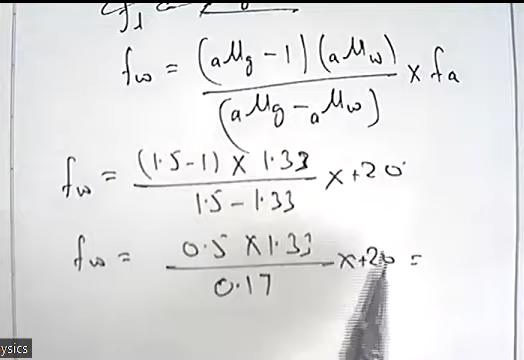 f₁
fw = (aμg - 1) (aμw) / (aμg - aμw) × fa
fw = (1.5-1) × 1.33 / 1.5 - 1.33 × +20
fw = 0.5 × 1.33 / 0.17 × +20 =
ysics